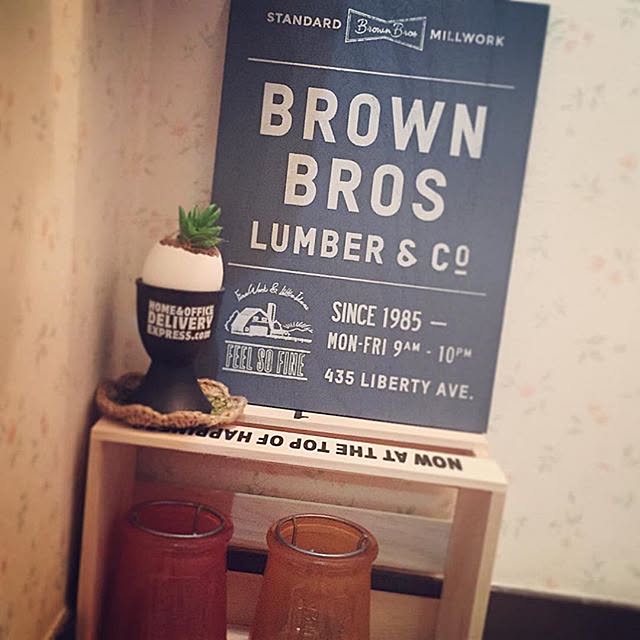 STANDARD Brown Bros MILLWORK
BROWN
BROS
LUMBER & Co
FEEL SO FINE
SINCE 1985 —
MON-FRI 9AM - 10PM
435 LIBERTY AVE.
HOME&OFFICE
DELIVERY
EXPRESS.com
NOW AT THE TOP OF